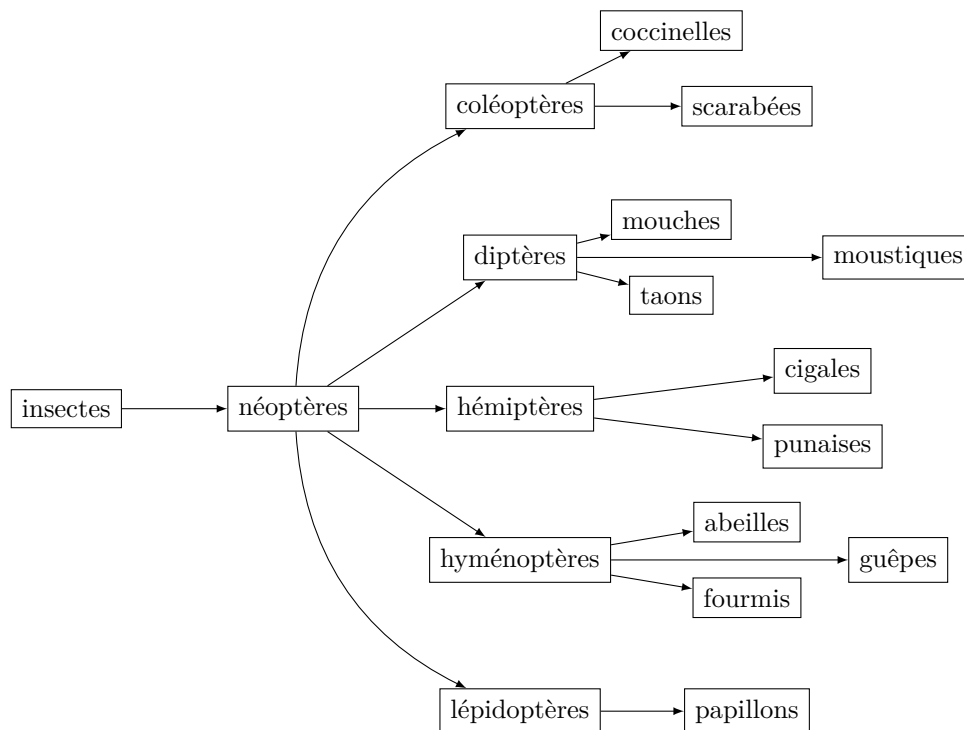 coccinelles
coléoptères
scarabées
mouches
diptères
moustiques
taons
cigales
insectes
néoptères
hémiptères
punaises
abeilles
hyménoptères
guêpes
fourmis
lépidoptères
papillons